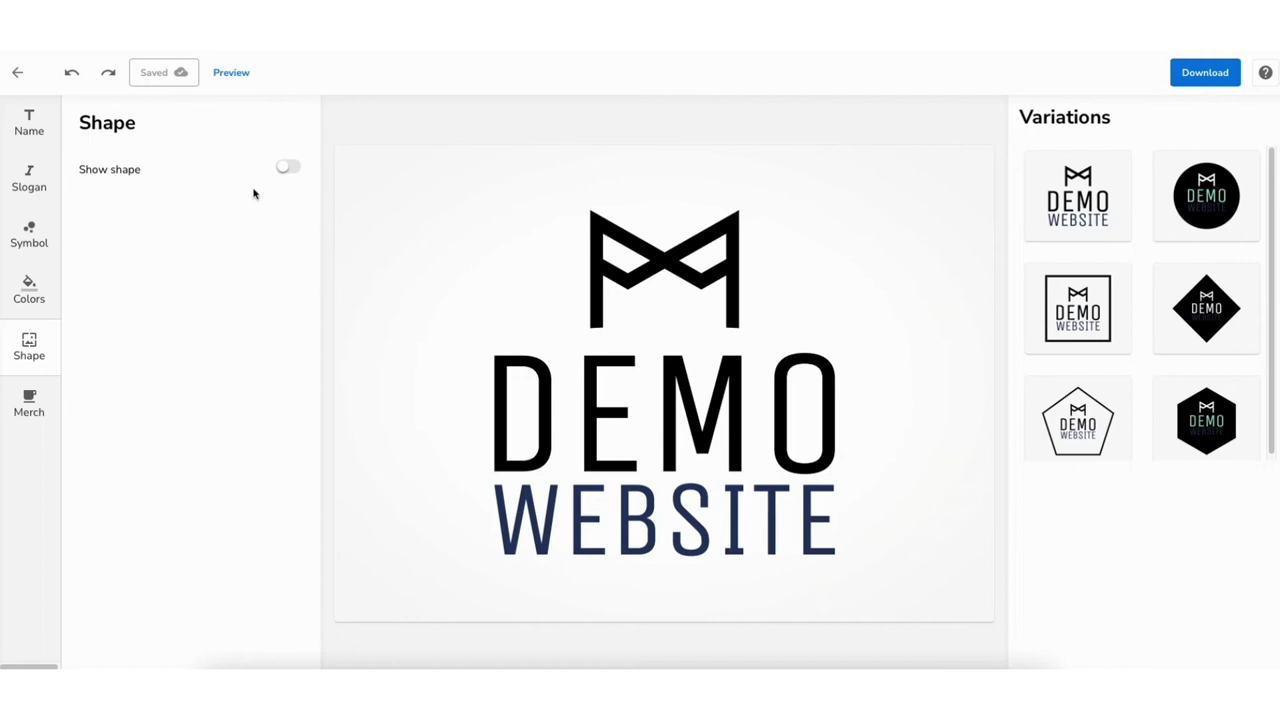 Saved
Preview
Download
Name
Slogan
Symbol
Colors
Shape
Merch
Shape
Show shape
DEMO
WEBSITE
Variations
DEMO
WEBSITE
DEMO
WEBSITE
DEMO
WEBSITE
DEMO
WEBSITE
DEMO
WEBSITE
DEMO
WEBSITE